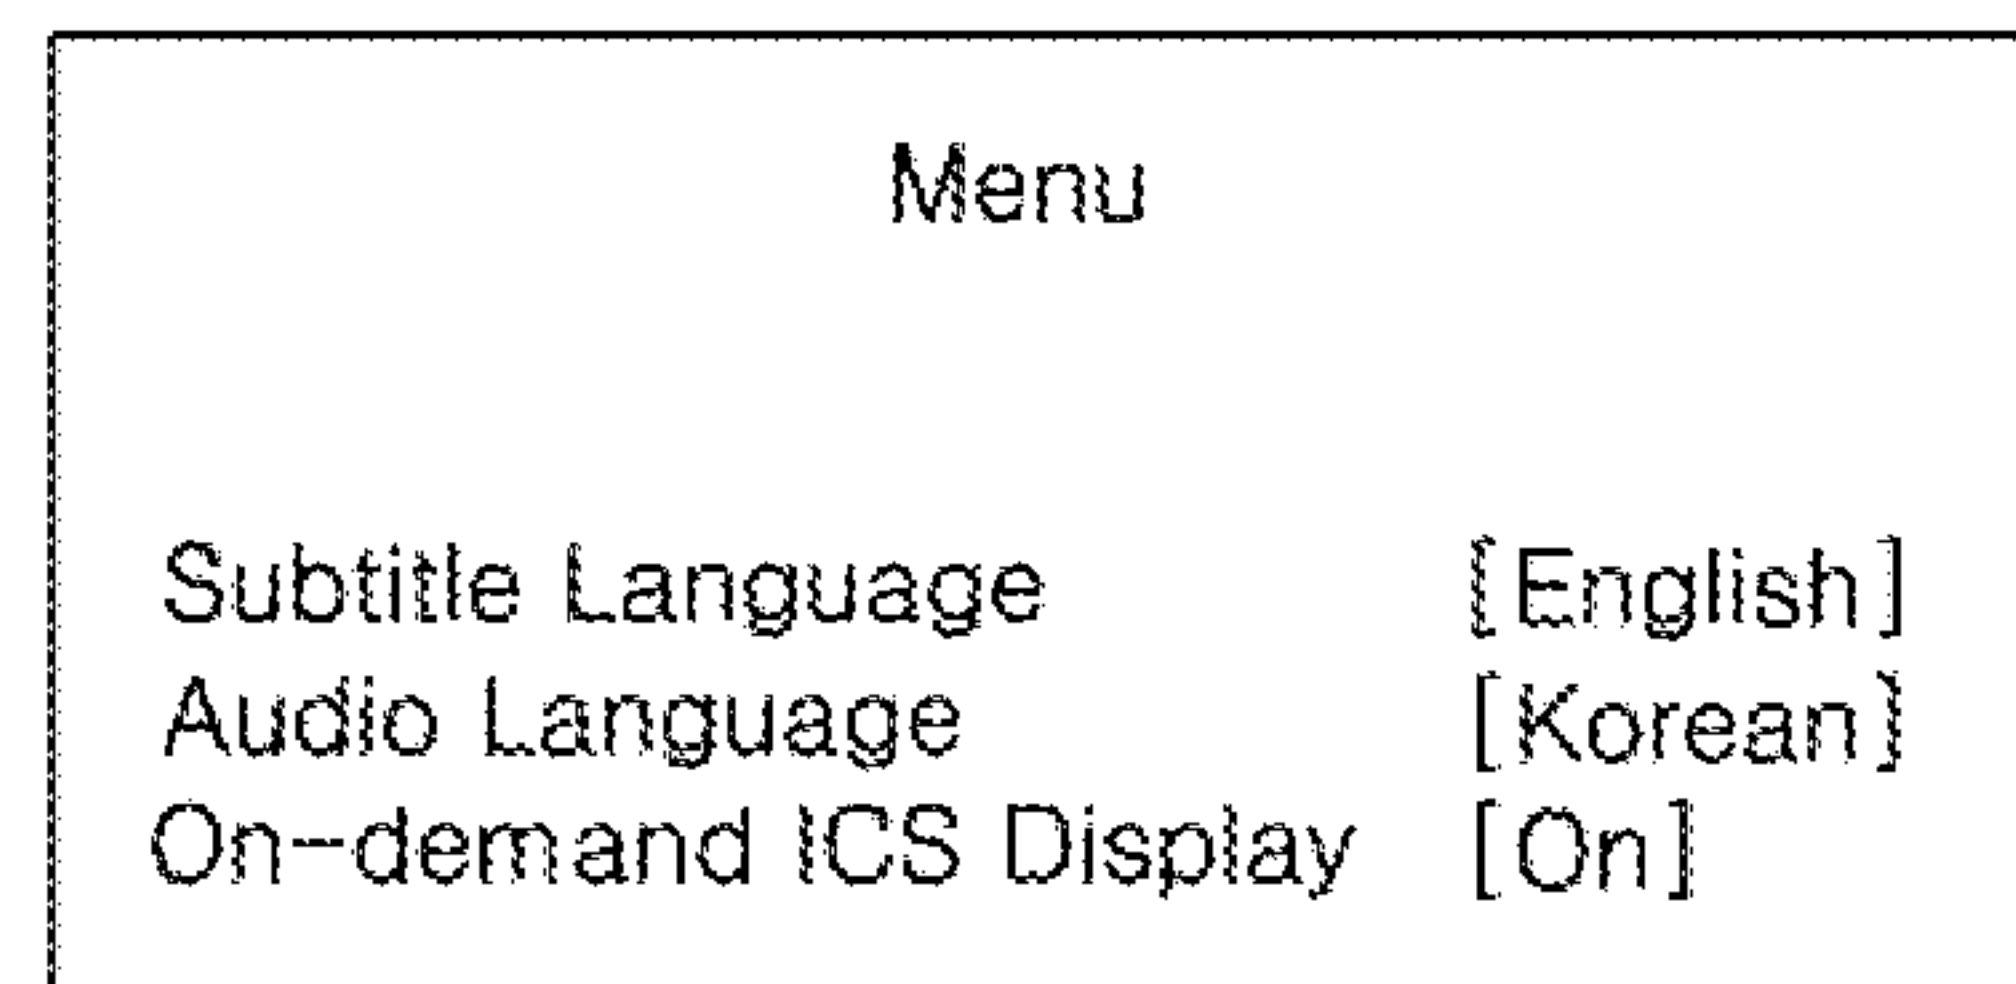 Menu
Subtitle Language [English]
Audio Language [Korean]
On-demand ICS Display [On]